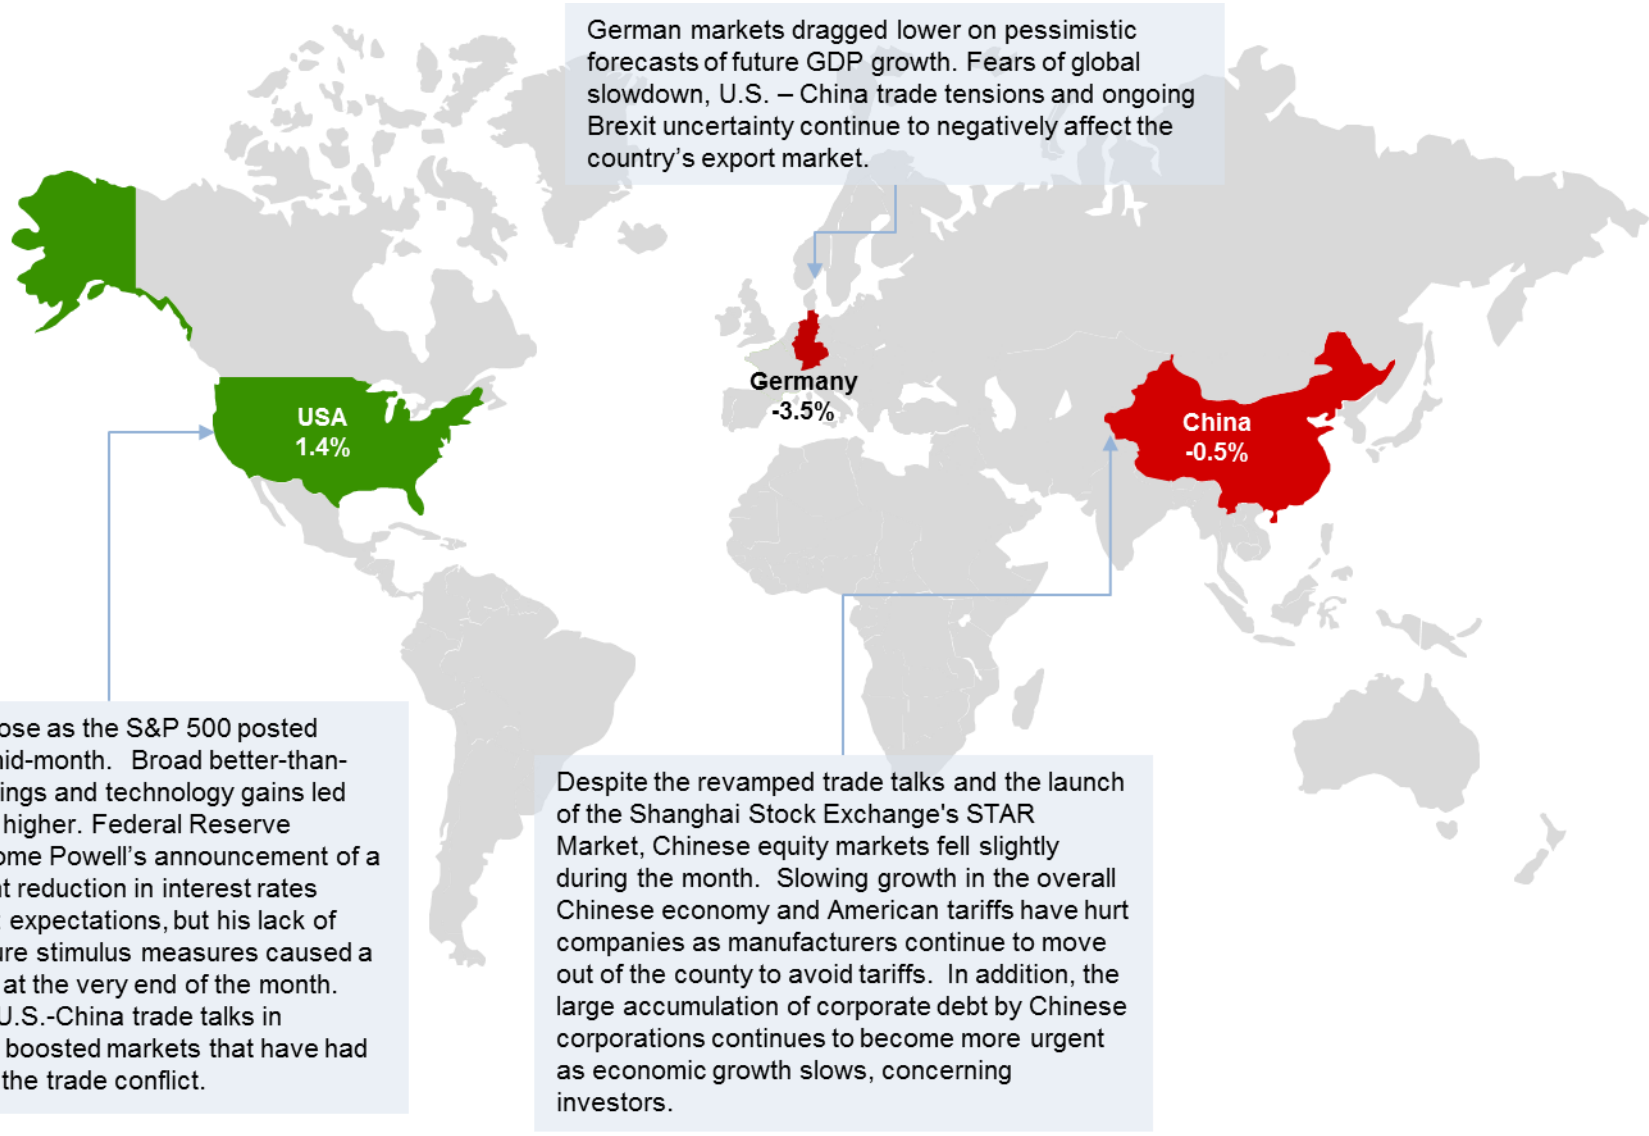 German markets dragged lower on pessimistic
forecasts of future GDP growth. Fears of global
slowdown, U.S. – China trade tensions and ongoing
Brexit uncertainty continue to negatively affect the
country’s export market.
USA
1.4%
Germany
-3.5%
China
-0.5%
ose as the S&P 500 posted
mid-month. Broad better-than-
ings and technology gains led
higher. Federal Reserve
ome Powell’s announcement of a
nt reduction in interest rates
expectations, but his lack of
ure stimulus measures caused a
at the very end of the month.
U.S.-China trade talks in
boosted markets that have had
the trade conflict.
Despite the revamped trade talks and the launch
of the Shanghai Stock Exchange's STAR
Market, Chinese equity markets fell slightly
during the month. Slowing growth in the overall
Chinese economy and American tariffs have hurt
companies as manufacturers continue to move
out of the county to avoid tariffs. In addition, the
large accumulation of corporate debt by Chinese
corporations continues to become more urgent
as economic growth slows, concerning
investors.